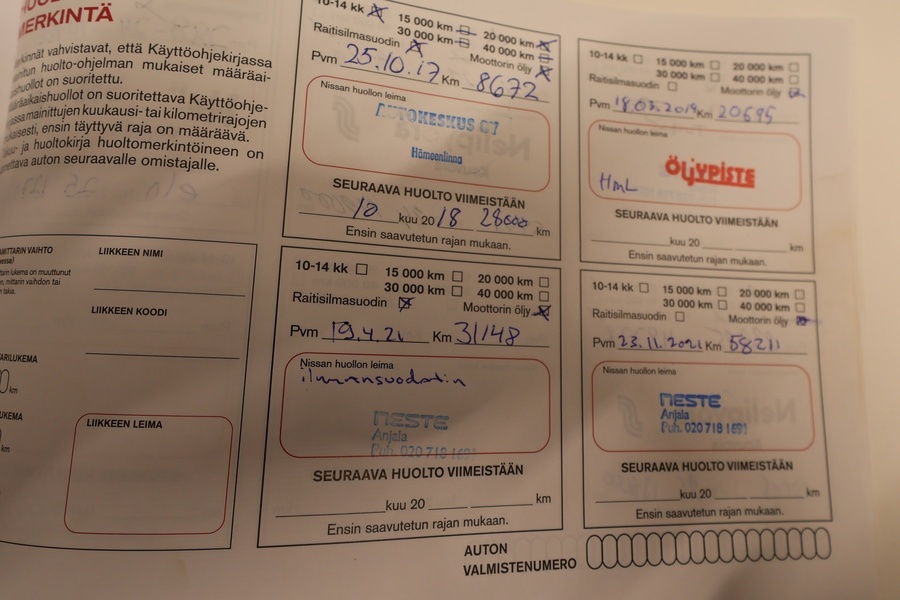 MERKINTÄ
vahvistavat, että Käyttöohjekirjassa
huolto-ohjelman mukaiset määräai-
on suoritettu.
on suoritettava Käyttöohje-
mainittujen kuukausi- tai kilometrirajojen
ensin täyttyvä raja on määräävä.
ja huoltokirja huoltomerkintöineen on
auton seuraavalle omistajalle.
LIIKKEEN NIMI
LIIKKEEN KOODI
km
km
LIIKKEEN LEIMA
10-14 kk 15 000 km 20 000 km
30 000 km 40 000 km
Raitisilmasuodin Moottorin öljy
Pvm 25.10.17 Km 8672
Nissan huollon leima
AUTOKESKUS OY
Hämeenlinna
SEURAAVA HUOLTO VIIMEISTÄÄN
10 kuu 20 18 28000 km
Ensin saavutetun rajan mukaan.
10-14 kk 15 000 km 20 000 km
30 000 km 40 000 km
Raitisilmasuodin Moottorin öljy
Pvm 18.03.2019 Km 20695
Nissan huollon leima
ÖLJYPISTE
HmL
SEURAAVA HUOLTO VIIMEISTÄÄN
kuu 20 km
Ensin saavutetun rajan mukaan.
10-14 kk 15 000 km 20 000 km
30 000 km 40 000 km
Raitisilmasuodin Moottorin öljy
Pvm 19.4.21 Km 31148
Nissan huollon leima
ilmansuodatin
NESTE
Anjala
Puh. 020 718 1691
SEURAAVA HUOLTO VIIMEISTÄÄN
kuu 20 km
Ensin saavutetun rajan mukaan.
10-14 kk 15 000 km 20 000 km
30 000 km 40 000 km
Raitisilmasuodin Moottorin öljy
Pvm 23.11.2021 Km 58211
Nissan huollon leima
NESTE
Anjala
Puh. 020 718 1691
SEURAAVA HUOLTO VIIMEISTÄÄN
kuu 20 km
Ensin saavutetun rajan mukaan.
AUTON
VALMISTENUMERO